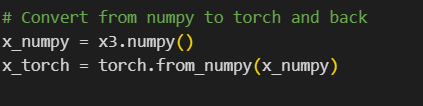 # Convert from numpy to torch and back
x_numpy = x3.numpy()
x_torch = torch.from_numpy(x_numpy)